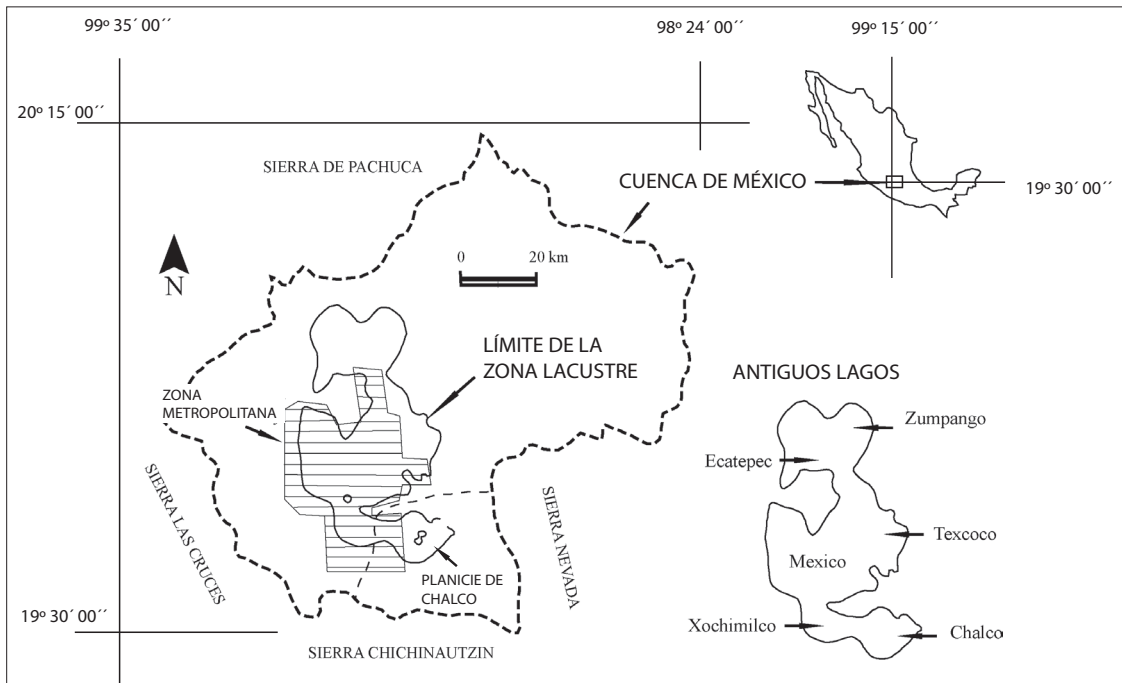 99º 35´ 00´´
98º 24´ 00´´
99º 15´ 00´´
20º 15´ 00´´
SIERRA DE PACHUCA
CUENCA DE MÉXICO
19º 30´ 00´´
N
0
20 km
LÍMITE DE LA
ZONA LACUSTRE
ANTIGUOS LAGOS
ZONA
METROPOLITANA
Zumpango
Ecatepec
SIERRA LAS CRUCES
SIERRA NEVADA
Texcoco
Mexico
PLANICIE DE
CHALCO
Xochimilco
Chalco
19º 30´ 00´´
SIERRA CHICHINAUTZIN